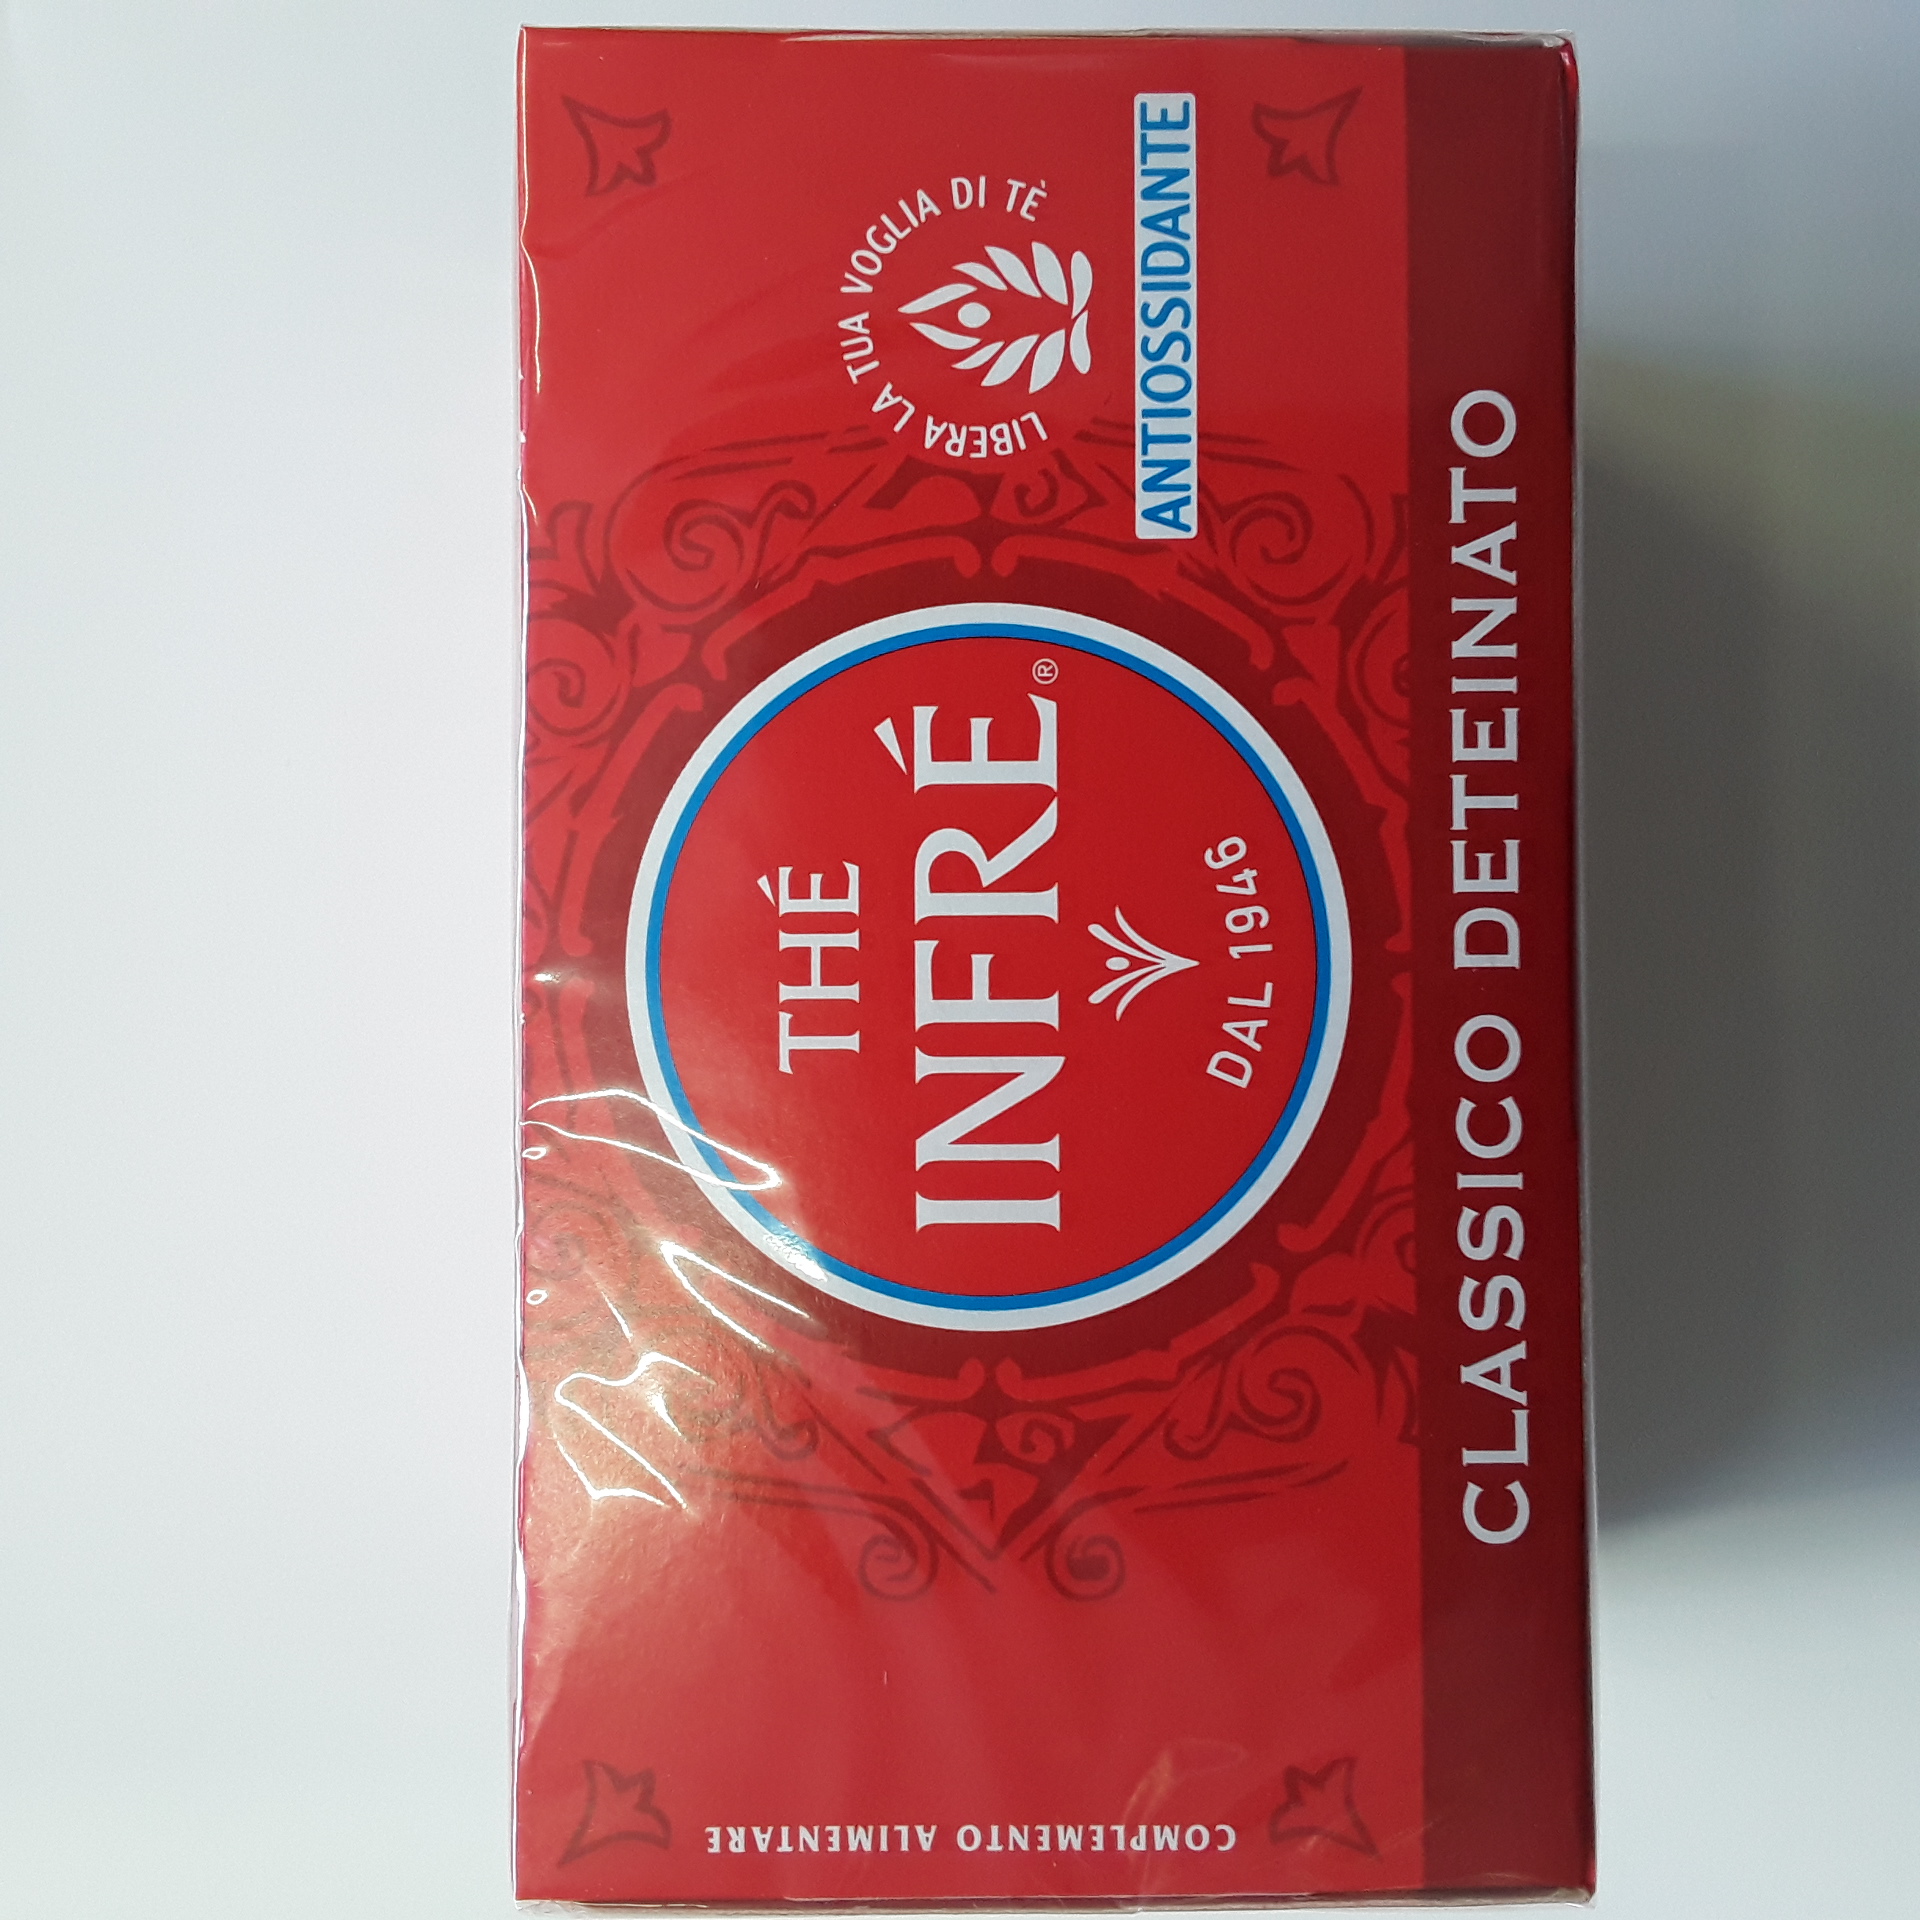 THÉ
INFRÉ®
DAL 1946
LIBERA LA TUA VOGLIA DI TÈ
ANTIOSSIDANTE
CLASSICO DETEINATO
COMPLEMENTO ALIMENTARE